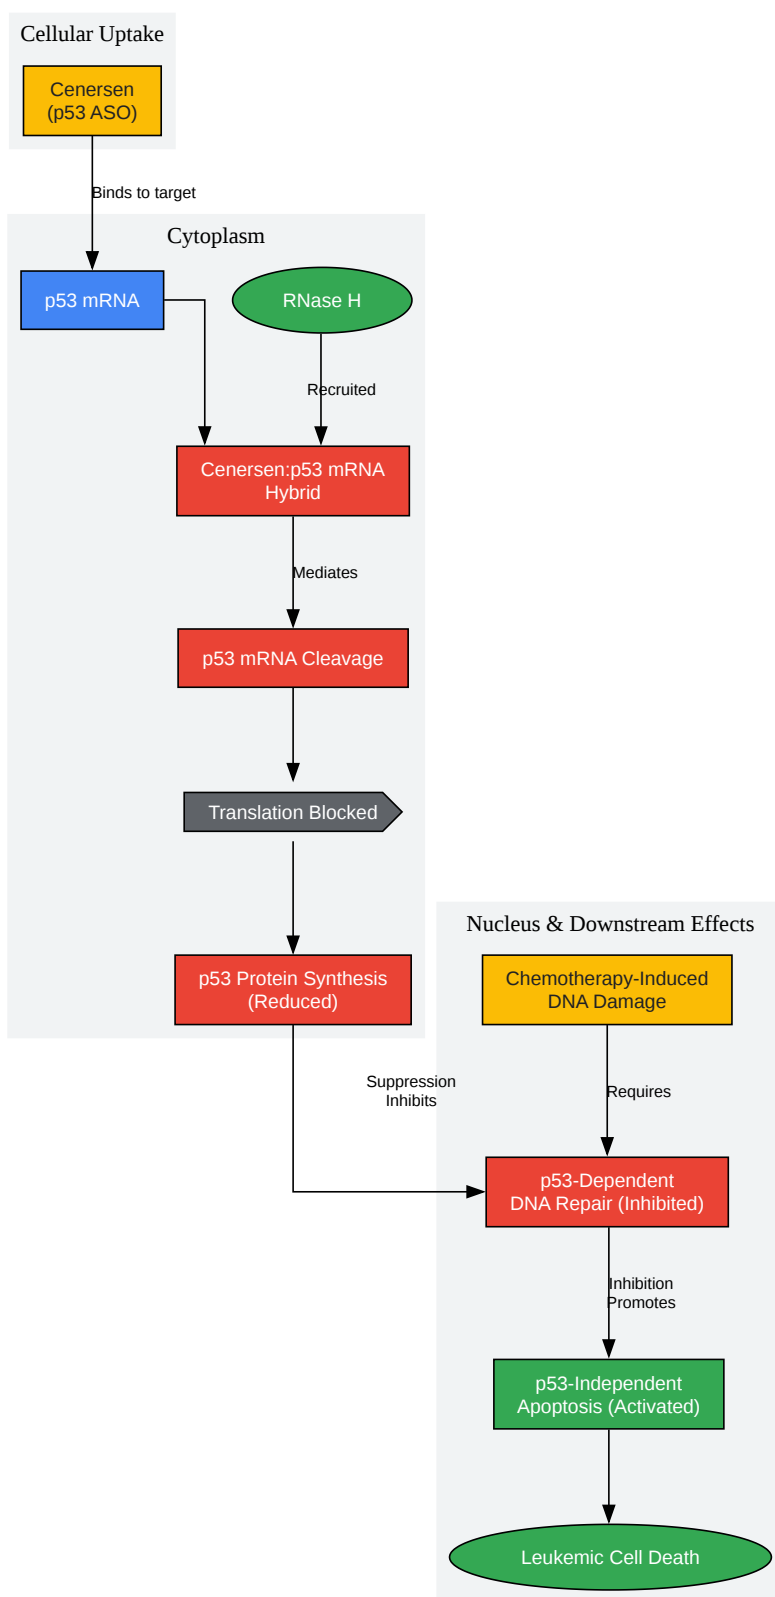 Cellular Uptake
Cenersen
(p53 ASO)
Binds to target
Cytoplasm
p53 mRNA
RNase H
Recruited
Cenersen:p53 mRNA
Hybrid
Mediates
p53 mRNA Cleavage
Translation Blocked
p53 Protein Synthesis
(Reduced)
Nucleus & Downstream Effects
Chemotherapy-Induced
DNA Damage
Suppression
Inhibits
Requires
p53-Dependent
DNA Repair (Inhibited)
Inhibition
Promotes
p53-Independent
Apoptosis (Activated)
Leukemic Cell Death